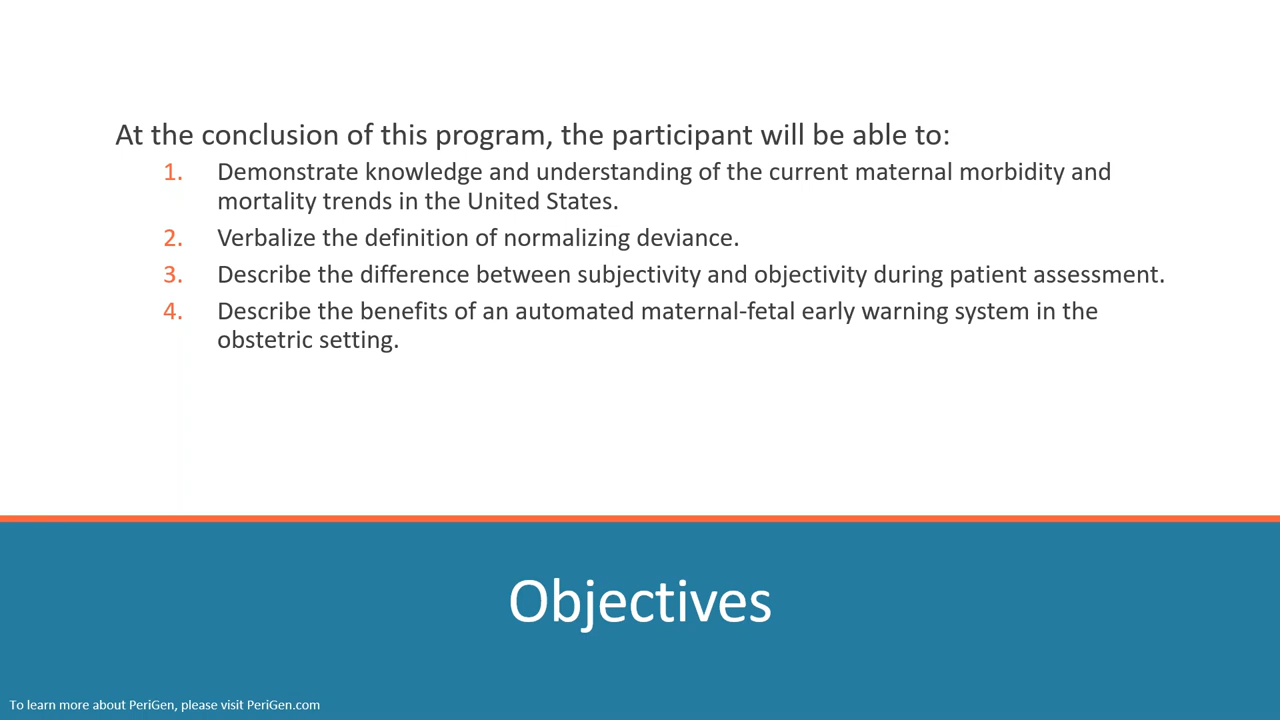 At the conclusion of this program, the participant will be able to:
1. Demonstrate knowledge and understanding of the current maternal morbidity and
mortality trends in the United States.
2. Verbalize the definition of normalizing deviance.
3. Describe the difference between subjectivity and objectivity during patient assessment.
4. Describe the benefits of an automated maternal-fetal early warning system in the
obstetric setting.
Objectives
To learn more about PeriGen, please visit PeriGen.com